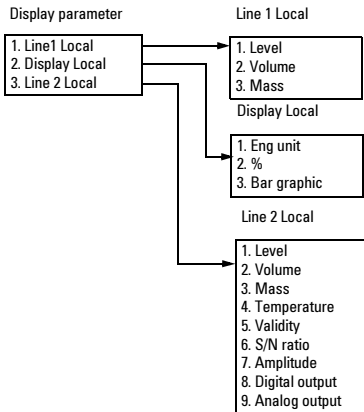 Display parameter
1. Line1 Local
2. Display Local
3. Line 2 Local
Line 1 Local
1. Level
2. Volume
3. Mass
Display Local
1. Eng unit
2. %
3. Bar graphic
Line 2 Local
1. Level
2. Volume
3. Mass
4. Temperature
5. Validity
6. S/N ratio
7. Amplitude
8. Digital output
9. Analog output